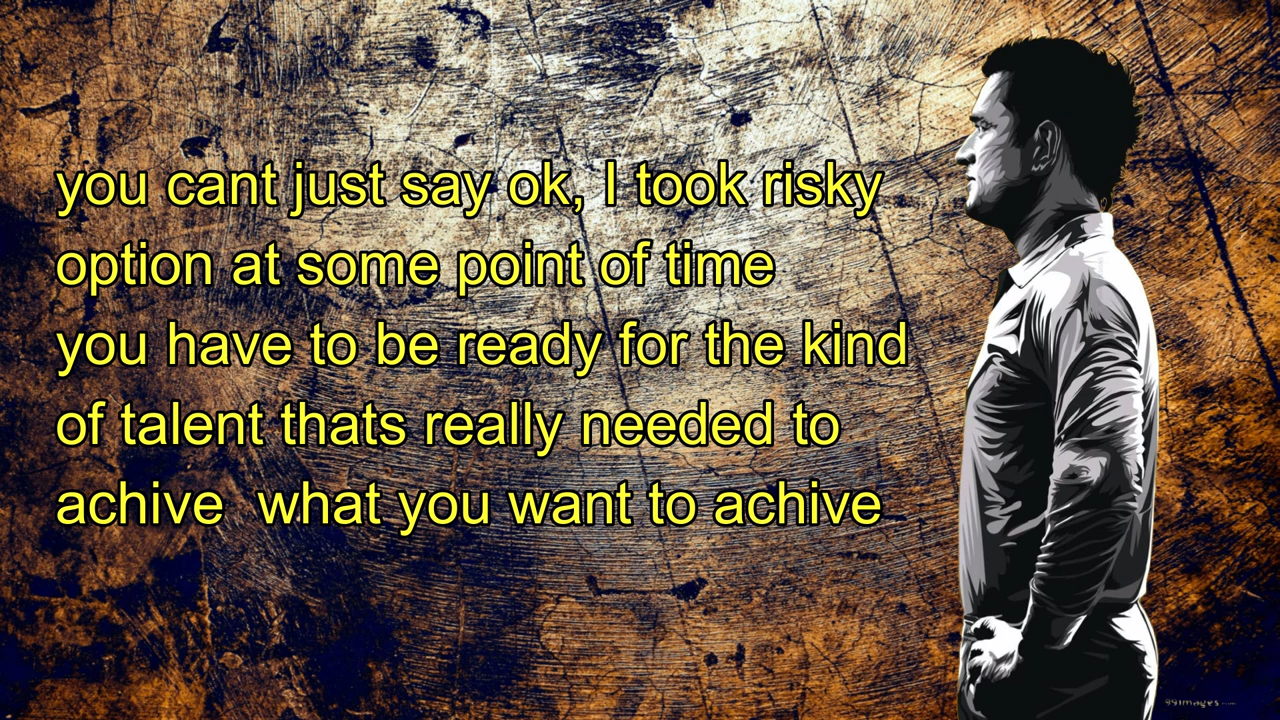 you cant just say ok, I took risky
option at some point of time
you have to be ready for the kind
of talent thats really needed to
achive  what you want to achive
99images